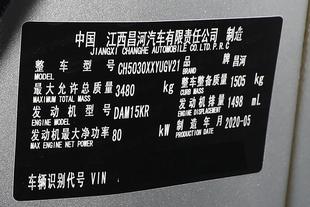 中国 江西昌河汽车有限责任公司 制造
JIANGXI CHANGHE AUTOMOBILE CO.,LTD.P.R.C
整车型号 CH5030XXYUGV21 品牌 昌河
最大允许总质量 3480 kg 整车整备质量 1505 kg
MAXIMUM TOTAL MASS CURB MASS
发动机型号 DAM15KR 发动机排量 1498 mL
ENGINE MODEL ENGINE DISPLACEMENT
发动机最大净功率 80 kW 制造年月 2020-05
MAX ENGINE NET POWER
车辆识别代号 VIN